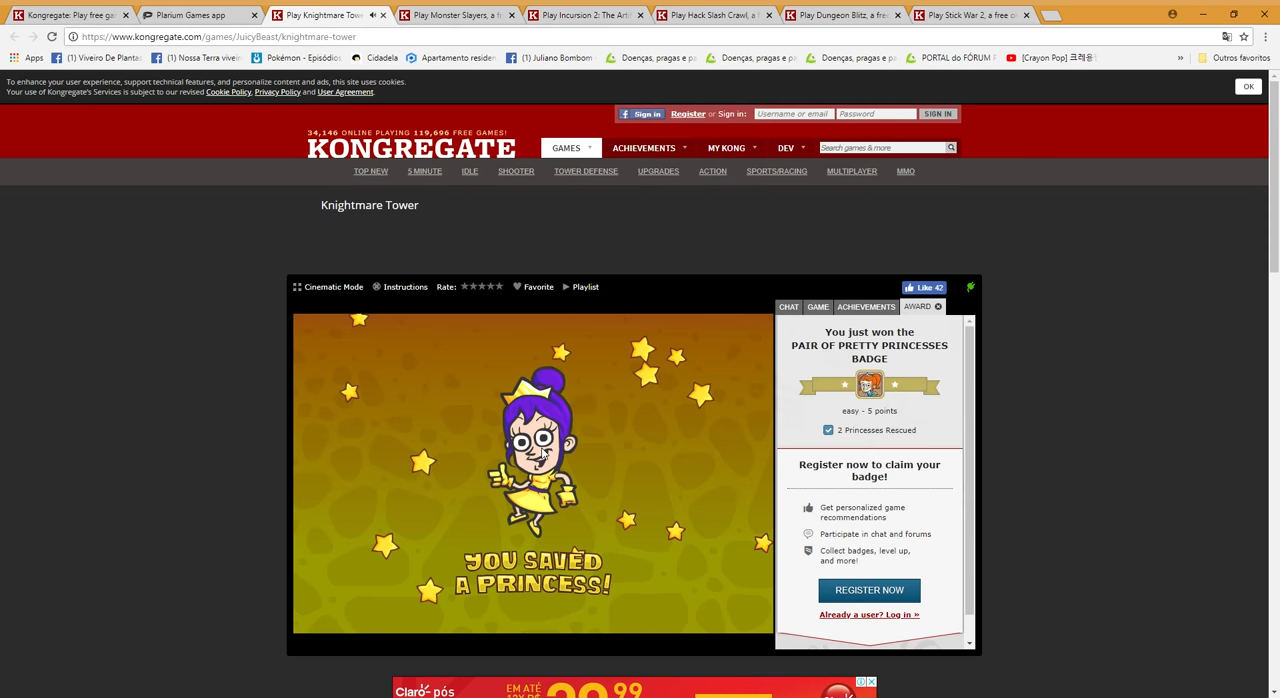 Kongregate: Play free ga
Plarium Games app
Play Knightmare Tow
Play Monster Slayers, a fr
Play Incursion 2: The Arti
Play Hack Slash Crawl, a f
Play Dungeon Blitz, a free
Play Stick War 2, a free o
https://www.kongregate.com/games/JuicyBeast/knightmare-tower
Apps
(1) Viveiro De Plantas
(1) Nossa Terra viveir
Pokémon - Episódios
Cidadela
Apartamento residen
(1) Juliano Bombom
Doenças, pragas e pa
Doenças, pragas e pa
Doenças, pragas e pa
PORTAL do FÓRUM
[Crayon Pop] 크레용
»
Outros favoritos
To enhance your user experience, support technical features, and personalize content and ads, this site uses cookies.
Your use of Kongregate's Services is subject to our revised Cookie Policy, Privacy Policy and User Agreement.
OK
Sign in
Register or Sign in:
Username or email
Password
SIGN IN
34,146 ONLINE PLAYING 119,696 FREE GAMES!
KONGREGATE
GAMES
ACHIEVEMENTS
MY KONG
DEV
Search games & more
TOP NEW
5 MINUTE
IDLE
SHOOTER
TOWER DEFENSE
UPGRADES
ACTION
SPORTS/RACING
MULTIPLAYER
MMO
Knightmare Tower
Cinematic Mode
Instructions
Rate:
Favorite
Playlist
Like 42
CHAT
GAME
ACHIEVEMENTS
AWARD
You just won the
PAIR OF PRETTY PRINCESSES
BADGE
easy - 5 points
2 Princesses Rescued
Register now to claim your
badge!
Get personalized game
recommendations
Participate in chat and forums
Collect badges, level up,
and more!
REGISTER NOW
Already a user? Log in »
YOU SAVED
A PRINCESS!
Claro- pós
EM ATÉ